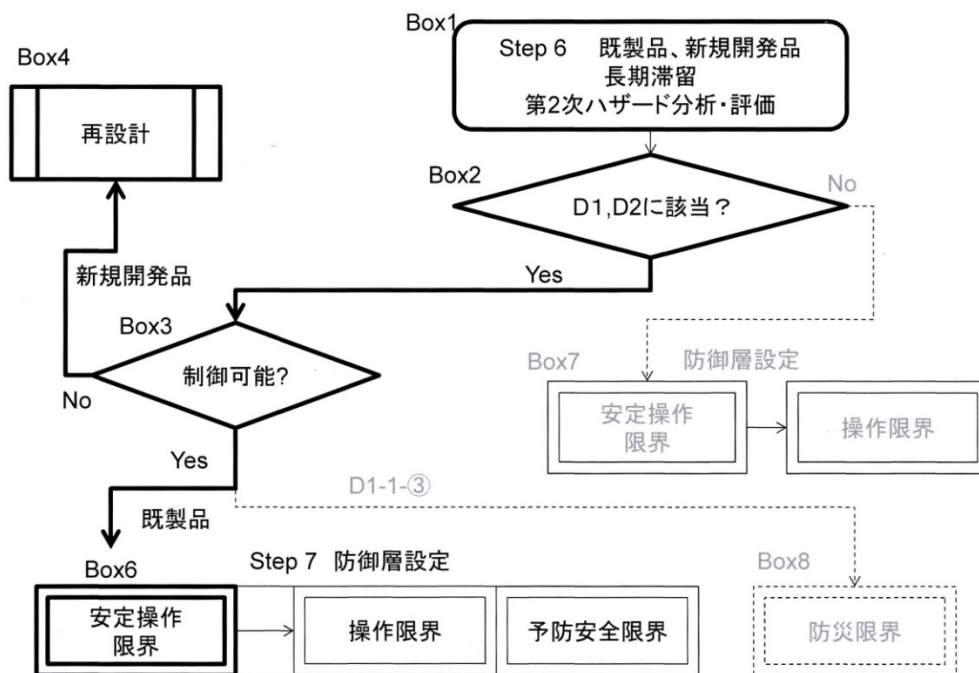 Box1
Step 6 既製品、新規開発品
長期滞留
第2次ハザード分析・評価
Box4
再設計
Box2
D1,D2に該当？
No
Yes
新規開発品
Box3
制御可能?
No
Yes
既製品
Box7
防御層設定
安定操作
限界
操作限界
D1-1-③
Box8
防災限界
Box6
Step 7 防御層設定
安定操作
限界
操作限界
予防安全限界